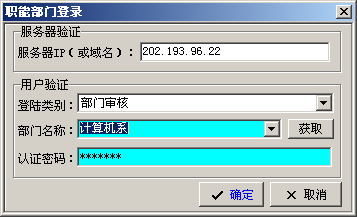 职能部门登录
服务器验证
服务器IP(或域名): 202.193.96.22
用户验证
登陆类别: 部门审核
部门名称: 计算机系 获取
认证密码: *******
确定 取消